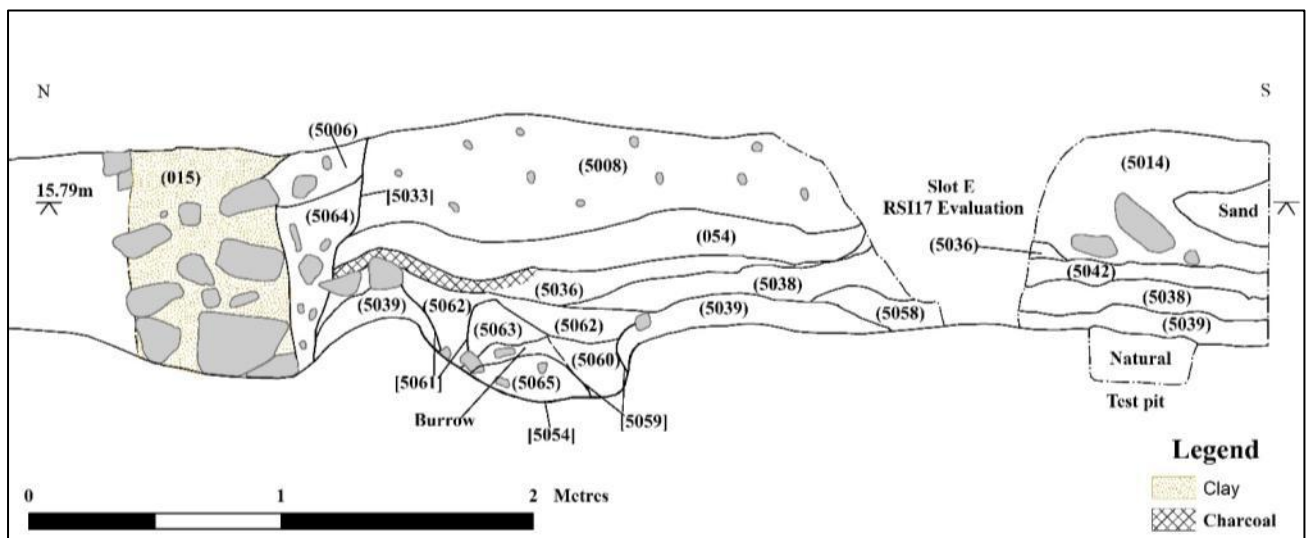 N
S
(5006)
(015)
(5008)
(5014)
15.79m
[5033]
Slot E
RSI17 Evaluation
Sand
(5064)
(054)
(5036)
(5042)
(5036)
(5038)
(5038)
(5039)
(5062)
(5039)
(5058)
(5063)
(5062)
(5039)
(5060)
Natural
[5061]
(5065)
Burrow
[5059]
Test pit
[5054]
Legend
0 1 2 Metres
Clay
Charcoal